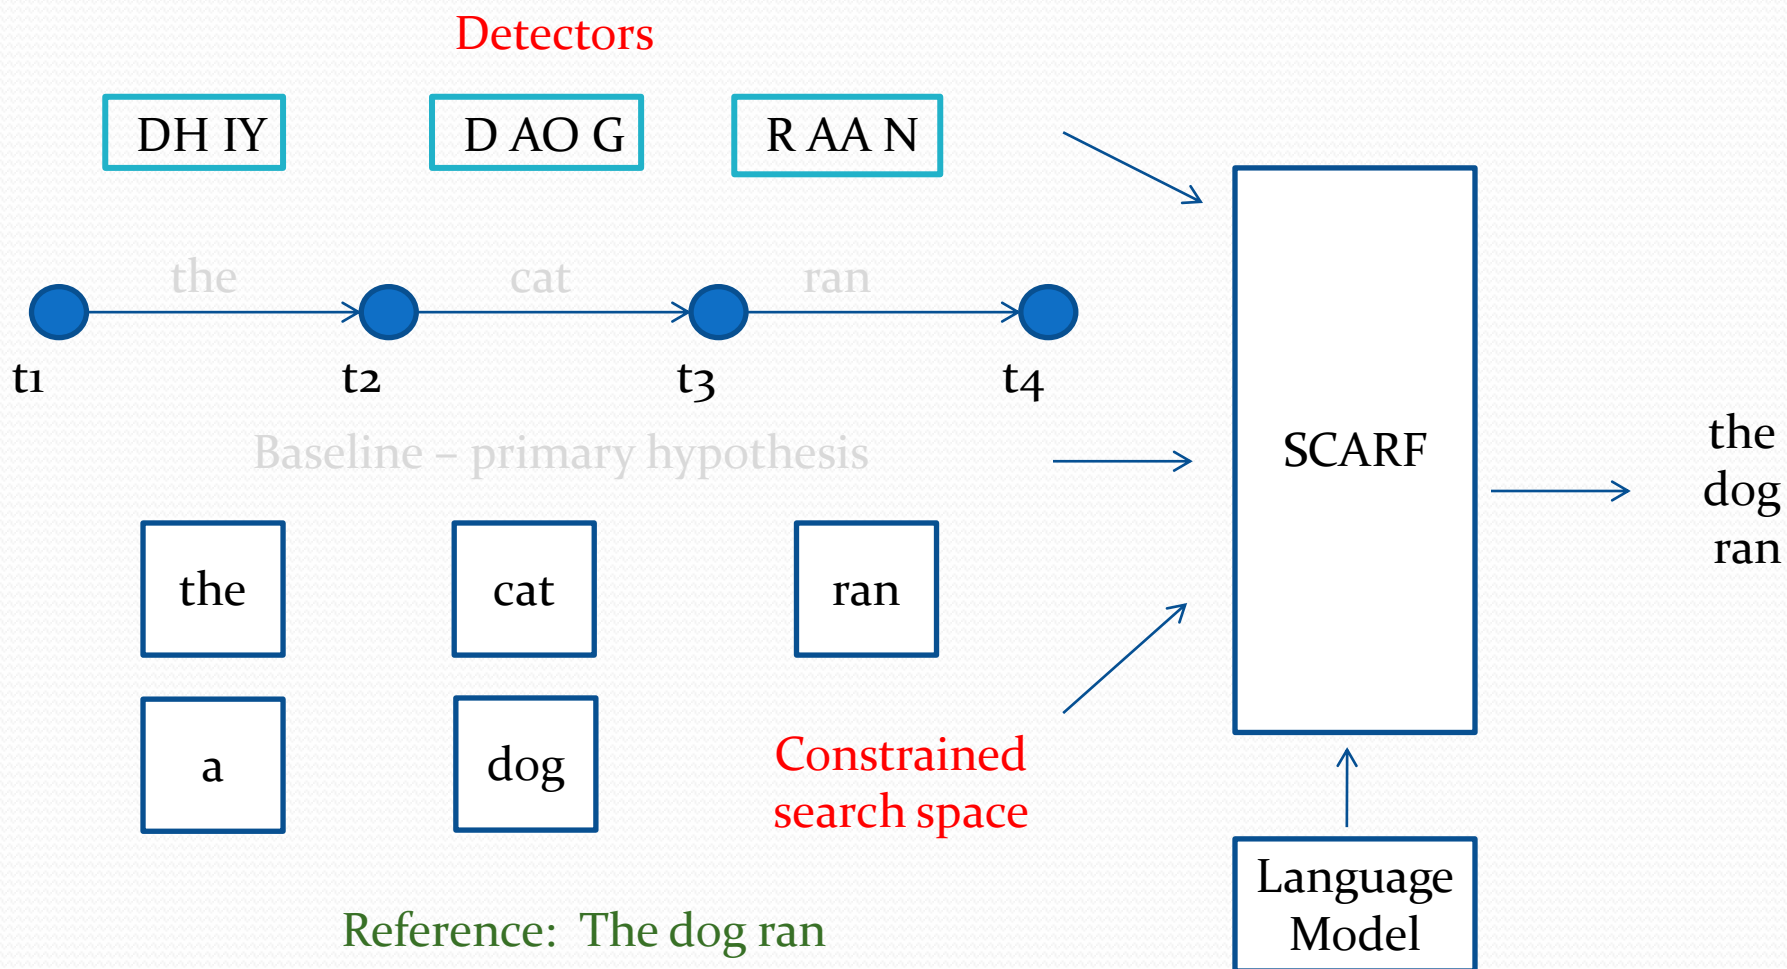 Detectors
DH IY
D AO G
R AA N
the
cat
ran
t1
t2
t3
t4
Baseline – primary hypothesis
the
cat
ran
a
dog
Constrained
search space
SCARF
Language
Model
the
dog
ran
Reference: The dog ran